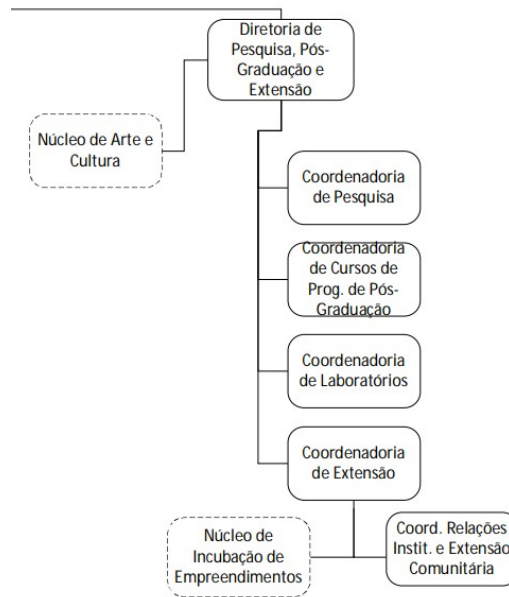 Diretoria de
Pesquisa, Pós-
Graduação e
Extensão
Núcleo de Arte e
Cultura
Coordenadoria
de Pesquisa
Coordenadoria
de Cursos de
Prog. de Pós-
Graduação
Coordenadoria
de Laboratórios
Coordenadoria
de Extensão
Núcleo de
Incubação de
Empreendimentos
Coord. Relações
Instit. e Extensão
Comunitária